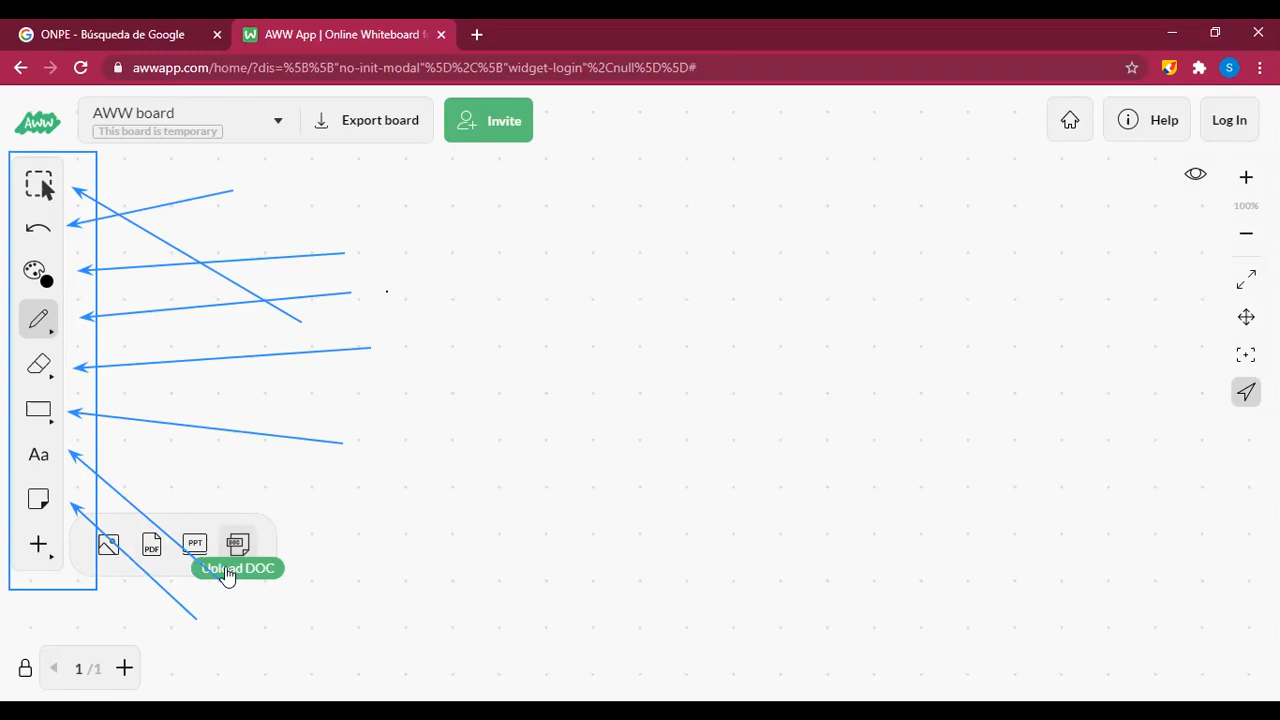 ONPE - Búsqueda de Google
AWW App | Online Whiteboard f
awwapp.com/home/?dis=%5B%5B"no-init-modal"%5D%2C%5B"widget-login"%2Cnull%5D%5D#
S
AWW
AWW board
This board is temporary
Export board
Invite
Help
Log In
100%
Aa
PDF
PPT
DOC
Upload DOC
1 /1